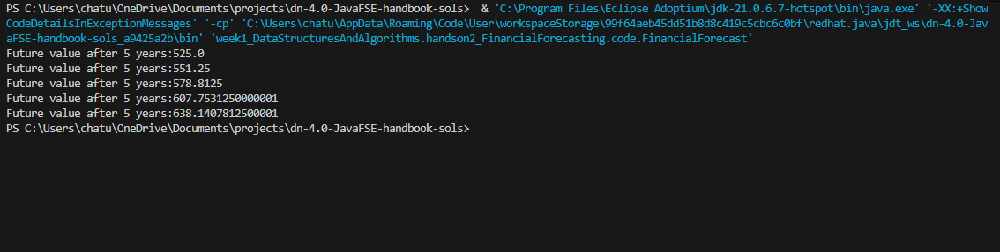 PS C:\Users\chatu\OneDrive\Documents\projects\dn-4.0-JavaFSE-handbook-sols>  & 'C:\Program Files\Eclipse Adoptium\jdk-21.0.6.7-hotspot\bin\java.exe' '-XX:+Show
CodeDetailsInExceptionMessages' '-cp' 'C:\Users\chatu\AppData\Roaming\Code\User\workspaceStorage\99f64aeb45dd51b8d8c419c5cbc6c0bf\redhat.java\jdt_ws\dn-4.0-Jav
aFSE-handbook-sols_a9425a2b\bin' 'week1_DataStructuresAndAlgorithms.handson2_FinancialForecasting.code.FinancialForecast'
Future value after 5 years:525.0
Future value after 5 years:551.25
Future value after 5 years:578.8125
Future value after 5 years:607.7531250000001
Future value after 5 years:638.1407812500001
PS C:\Users\chatu\OneDrive\Documents\projects\dn-4.0-JavaFSE-handbook-sols>